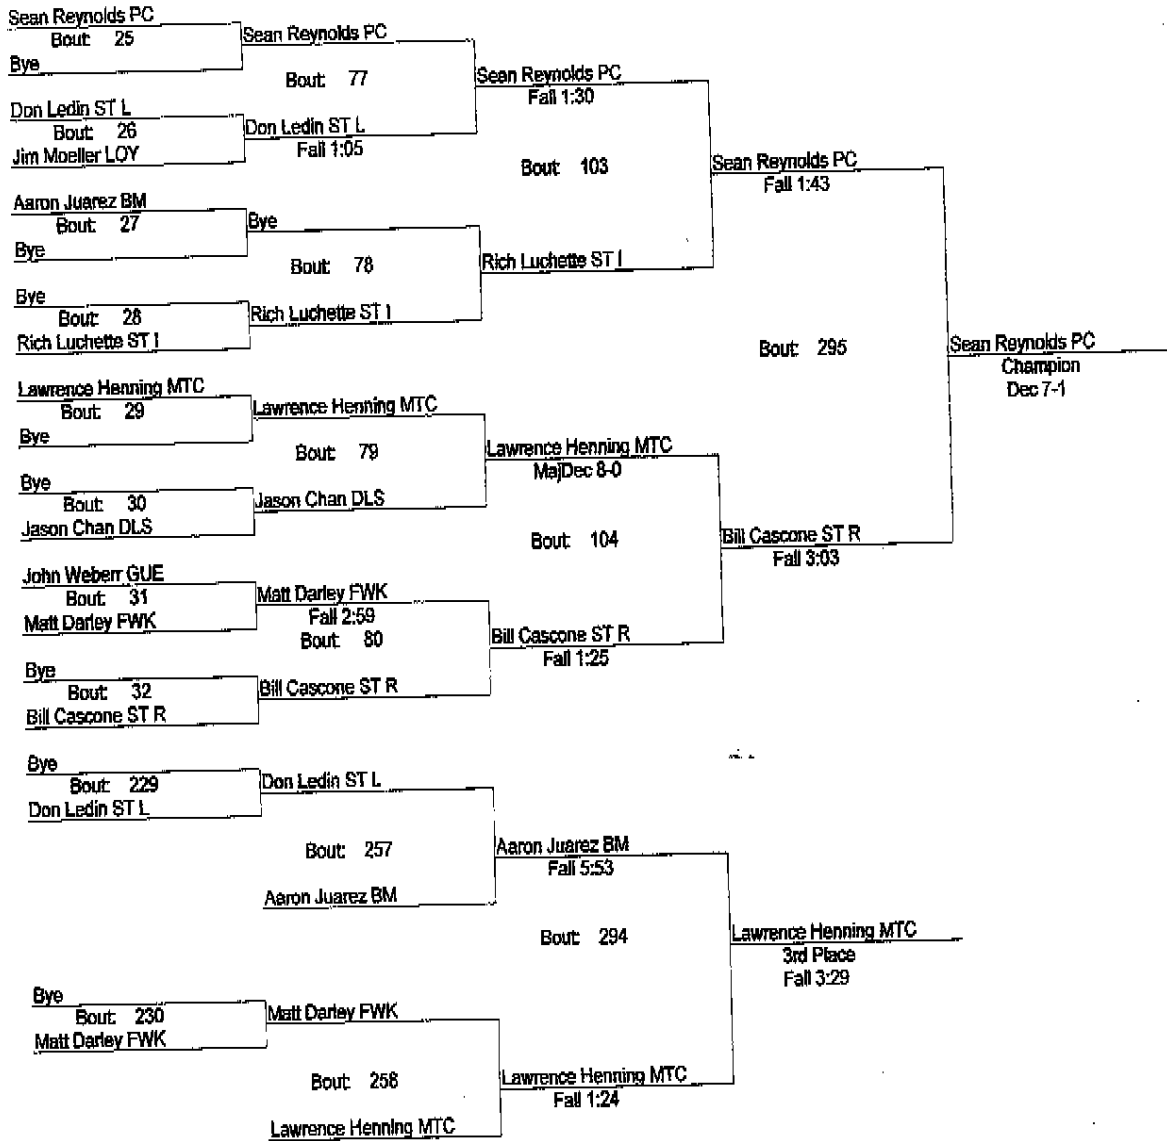 Sean Reynolds PC
Bout: 25
Bye
Sean Reynolds PC
Bout: 77
Don Ledin ST L
Bout: 26
Jim Moeller LOY
Don Ledin ST L
Fall 1:05
Sean Reynolds PC
Fall 1:30
Bout: 103
Aaron Juarez BM
Bout: 27
Bye
Bye
Bout: 78
Bye
Bout: 28
Rich Luchette ST I
Rich Luchette ST I
Rich Luchette ST I
Sean Reynolds PC
Fall 1:43
Bout: 295
Lawrence Henning MTC
Bout: 29
Bye
Lawrence Henning MTC
Bout: 79
Bye
Bout: 30
Jason Chan DLS
Jason Chan DLS
Lawrence Henning MTC
MajDec 8-0
Bout: 104
John Weberr GUE
Bout: 31
Matt Darley FWK
Matt Darley FWK
Fall 2:59
Bout: 80
Bye
Bout: 32
Bill Cascone ST R
Bill Cascone ST R
Bill Cascone ST R
Fall 1:25
Bill Cascone ST R
Fall 3:03
Sean Reynolds PC
Champion
Dec 7-1
Bye
Bout: 229
Don Ledin ST L
Don Ledin ST L
Bout: 257
Aaron Juarez BM
Aaron Juarez BM
Fall 5:53
Bout: 294
Bye
Bout: 230
Matt Darley FWK
Matt Darley FWK
Bout: 258
Lawrence Henning MTC
Lawrence Henning MTC
Fall 1:24
Lawrence Henning MTC
3rd Place
Fall 3:29